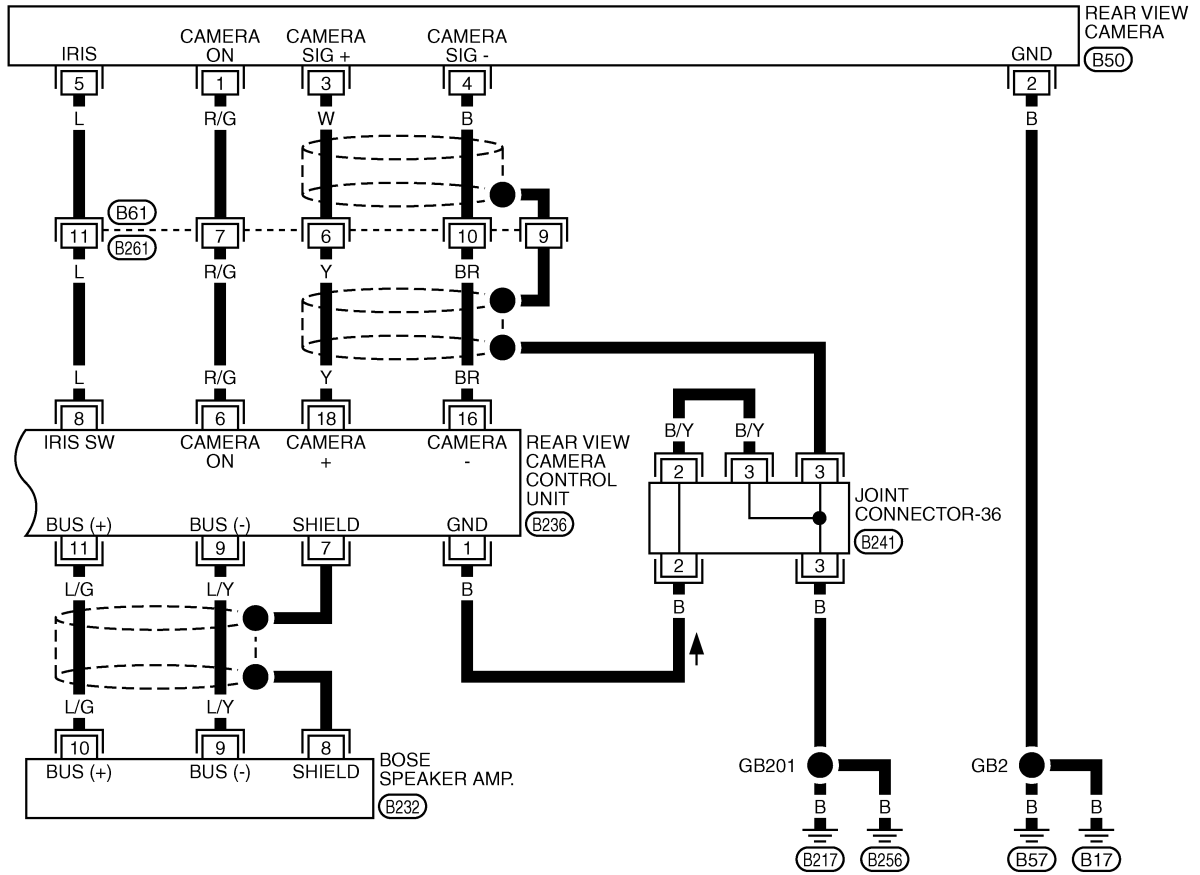 REAR VIEW
CAMERA
B50
IRIS
CAMERA
ON
CAMERA
SIG +
CAMERA
SIG -
GND
5
1
3
4
2
L
R/G
W
B
B
B61
11
7
6
10
9
B261
L
R/G
Y
BR
L
R/G
Y
BR
8
6
18
16
IRIS SW
CAMERA
ON
CAMERA
+
CAMERA
-
REAR VIEW
CAMERA
CONTROL
UNIT
B236
BUS (+)
BUS (-)
SHIELD
GND
11
9
7
1
B/Y
B/Y
2
3
3
JOINT
CONNECTOR-36
B241
2
3
L/G
L/Y
B
B
B
L/G
L/Y
10
9
8
BUS (+)
BUS (-)
SHIELD
BOSE
SPEAKER AMP.
B232
GB201
GB2
B
B
B
B
B217
B256
B57
B17